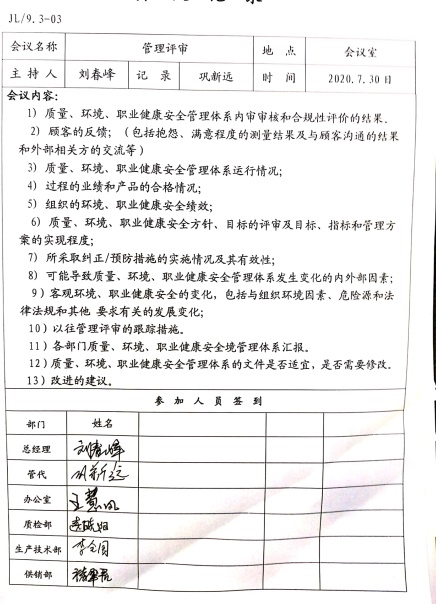 JL/9.3-03
会议名称 管理评审 地 点 会议室
主持人 刘春峰 记 录 巩新远 时 间 2020.7.30日
会议内容：
1）质量、环境、职业健康安全管理体系内审审核和合规性评价的结果.
2）顾客的反馈；（包括抱怨、满意程度的测量结果及与顾客沟通的结果
和外部相关方的交流等）
3）质量、环境、职业健康安全管理体系运行情况；
4）过程的业绩和产品的合格情况；
5）组织的环境、职业健康安全绩效；
6）质量、环境、职业健康安全方针、目标的评审及目标、指标和管理方
案的实现程度；
7）所采取纠正/预防措施的实施情况及其有效性；
8）可能导致质量、环境、职业健康安全管理体系发生变化的内外部因素；
9）客观环境、职业健康安全的变化，包括与组织环境因素、危险源和法
律法规和其他 要求有关的发展变化；
10）以往管理评审的跟踪措施。
11）各部门质量、环境、职业健康安全境管理体系汇报。
12）质量、环境、职业健康安全管理体系的文件是否适宜，是否需要修改。
13）改进的建议。
参 加 人 员 签 到
部门 姓名
总经理 刘春峰
管代 巩新远
办公室 王慧凤
质检部
生产技术部 李全国
供销部